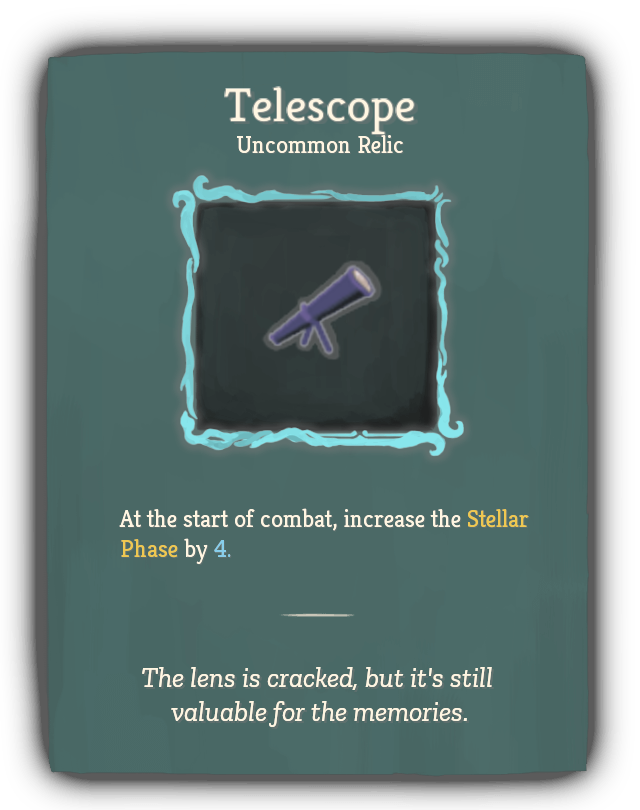 Telescope
Uncommon Relic
At the start of combat, increase the Stellar
Phase by 4.
The lens is cracked, but it's still
valuable for the memories.